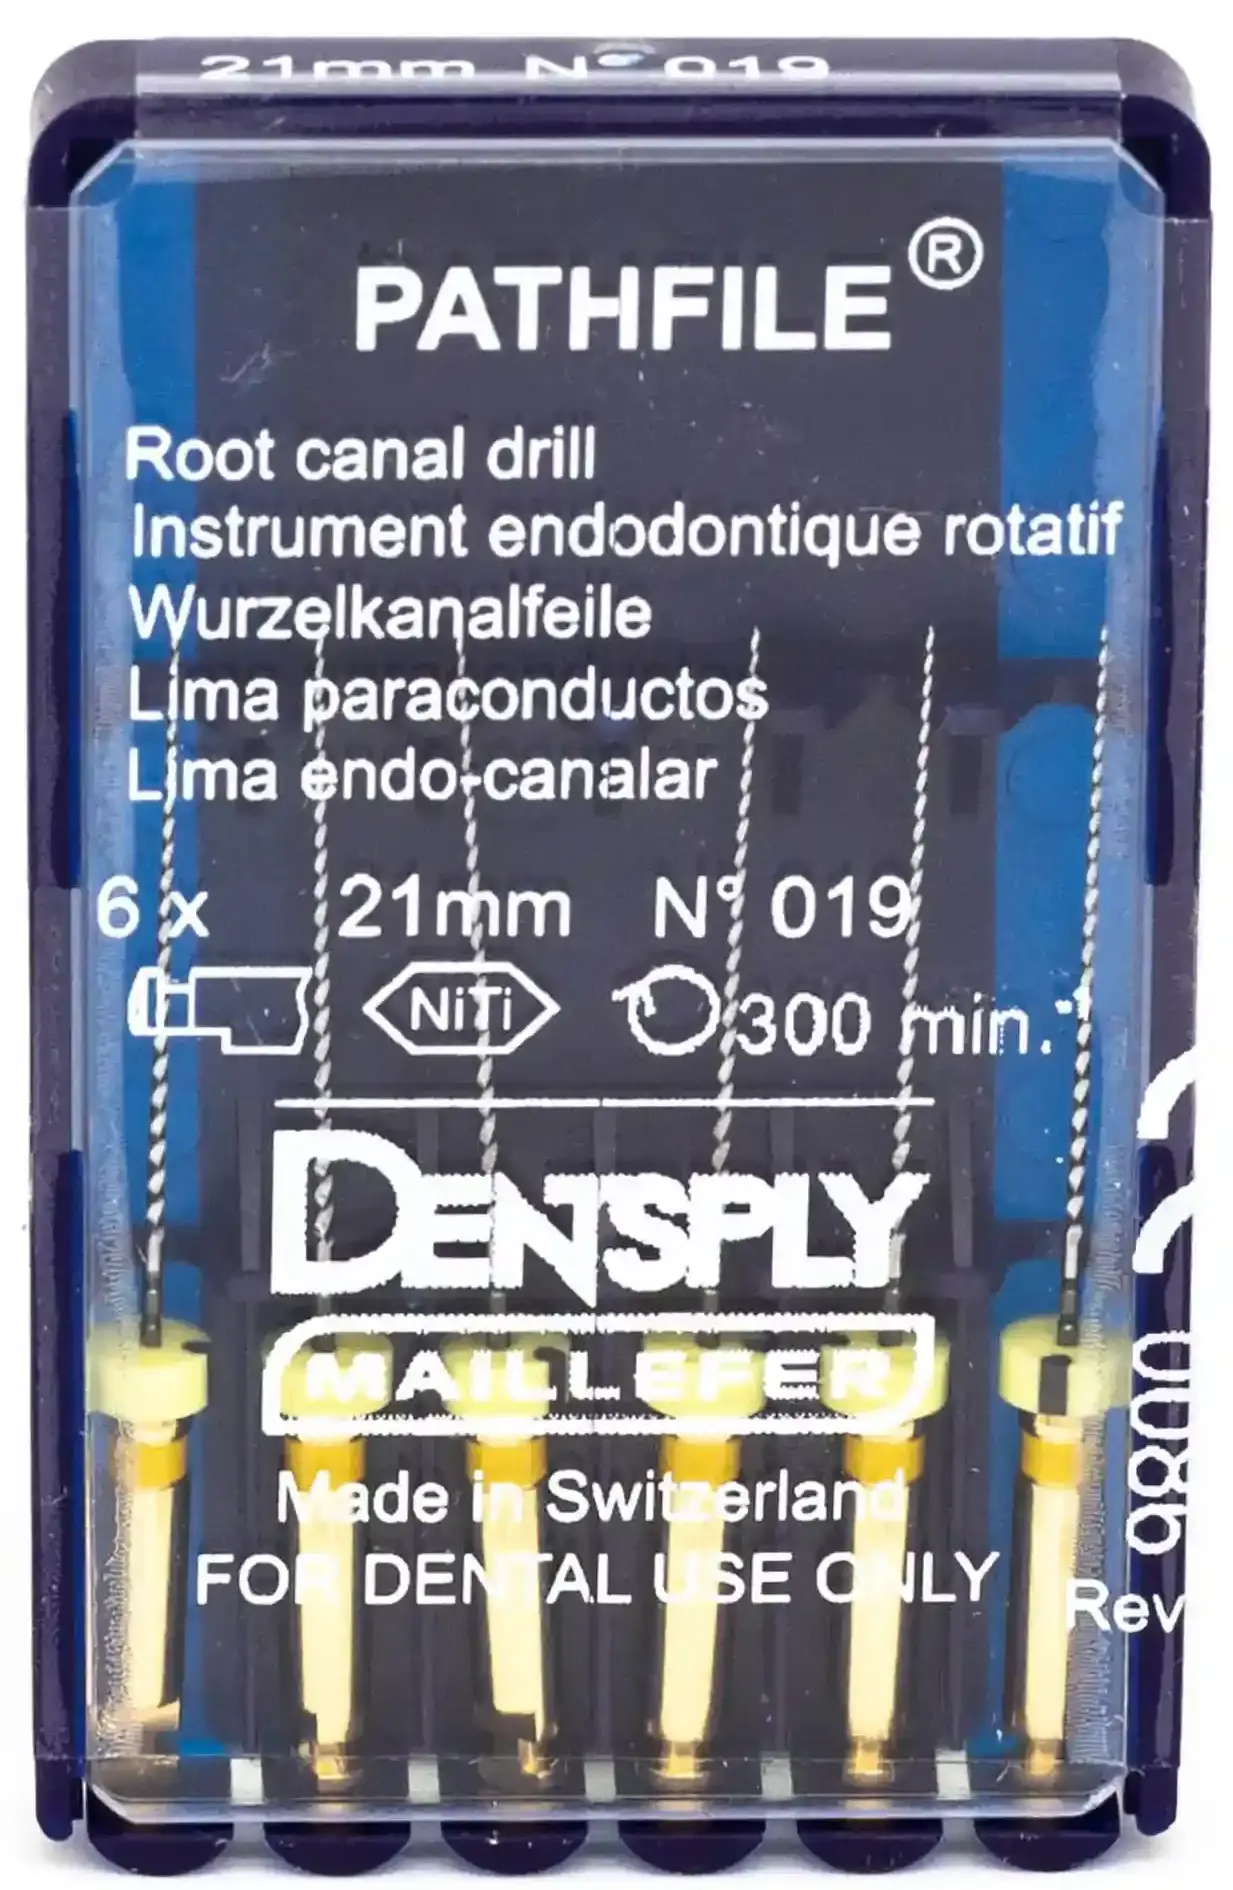 21mm N° 019
PATHFILE®
Root canal drill
Instrument endodontique rotatif
Wurzelkanalfeile
Lima paraconductos
Lima endo-canalar
6 x 21mm N° 019
NiTi 300 min.⁻¹
DENSPLY
MAILLEFER
Made in Switzerland
FOR DENTAL USE ONLY
0086
Rev